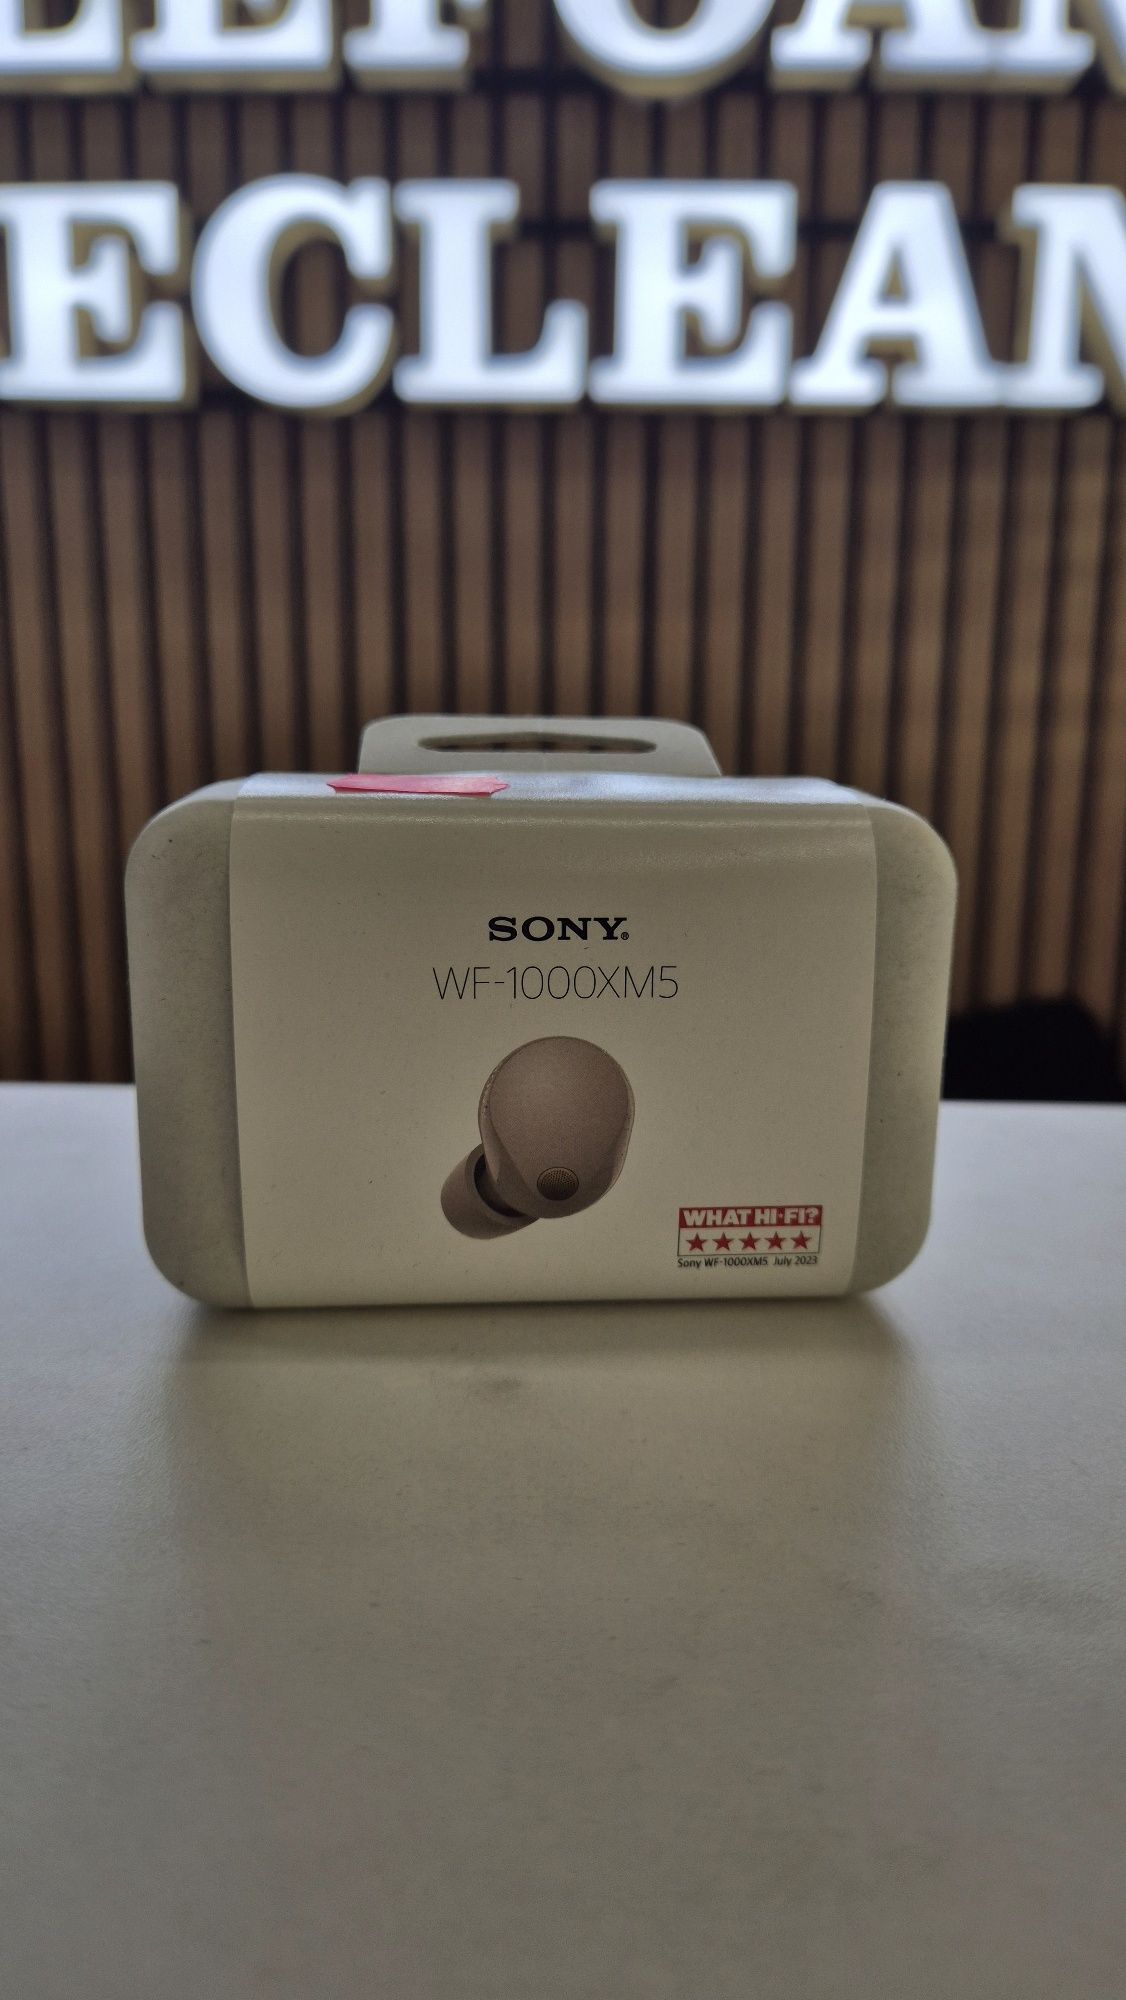 ECLEAN
SONY®
WF-1000XM5
WHAT HI-FI?
Sony WF-1000XM5 July 2023